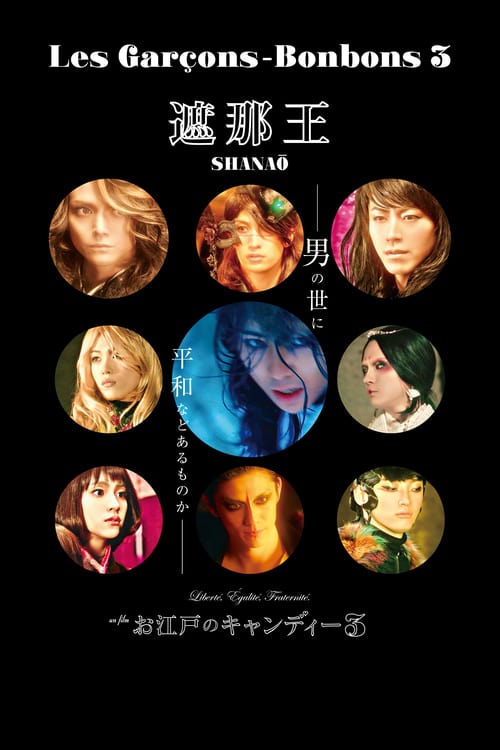 Les Garçons-Bonbons 3
遮那王
SHANAŌ
男の世に
平和などあるものか
Liberté, Égalité, Fraternité.
un film お江戸のキャンディー3